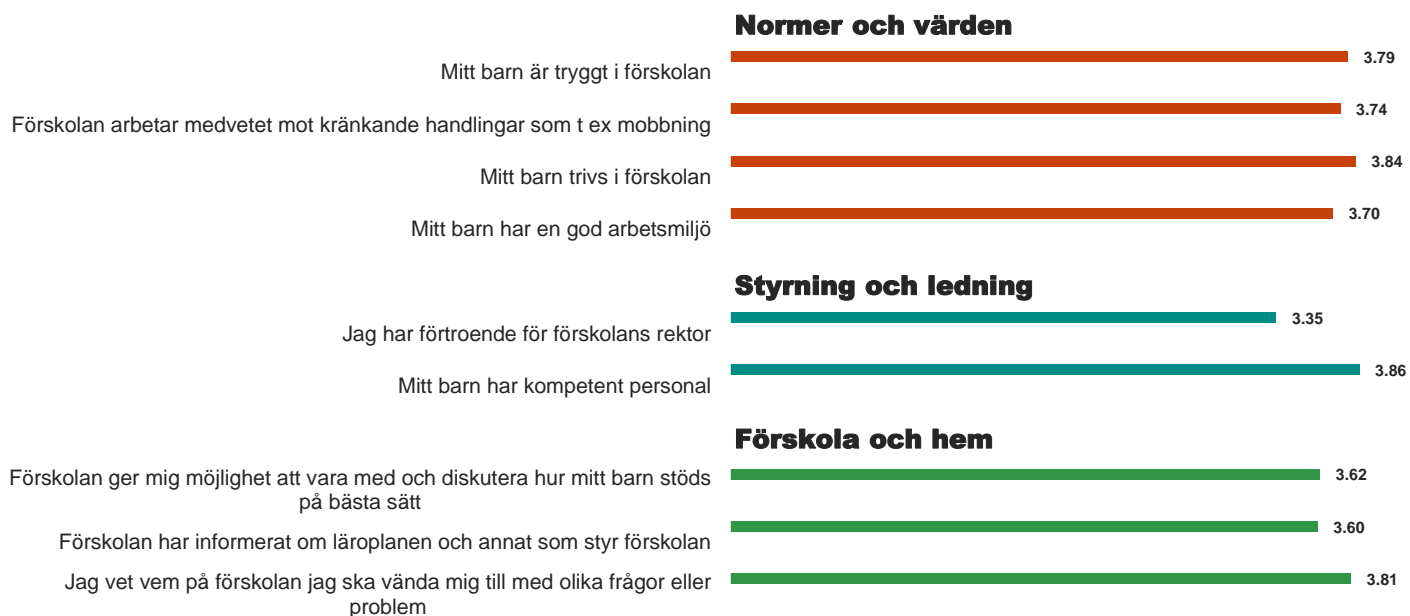 Normer och värden
Mitt barn är tryggt i förskolan
3.79
Förskolan arbetar medvetet mot kränkande handlingar som t ex mobbning
3.74
Mitt barn trivs i förskolan
3.84
Mitt barn har en god arbetsmiljö
3.70
Styrning och ledning
Jag har förtroende för förskolans rektor
3.35
Mitt barn har kompetent personal
3.86
Förskola och hem
Förskolan ger mig möjlighet att vara med och diskutera hur mitt barn stöds
på bästa sätt
3.62
Förskolan har informerat om läroplanen och annat som styr förskolan
3.60
Jag vet vem på förskolan jag ska vända mig till med olika frågor eller
problem
3.81